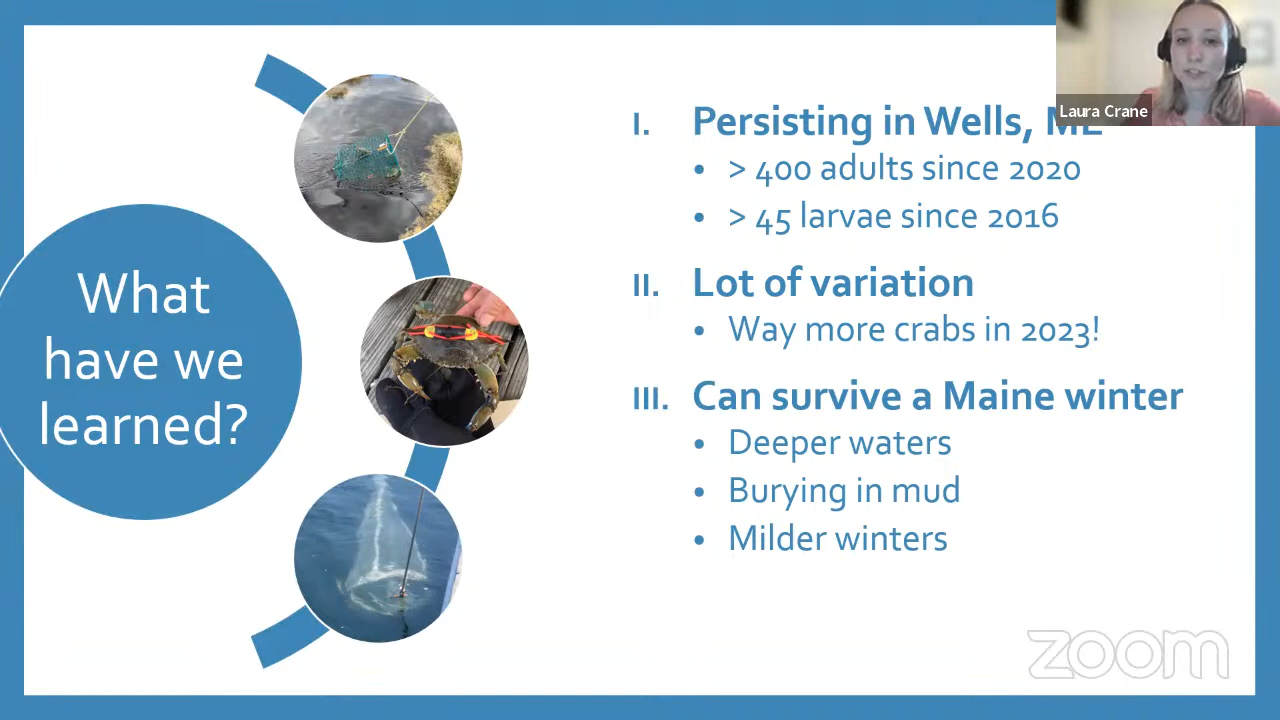 Laura Crane
What
have we
learned?
I. Persisting in Wells, ME
• > 400 adults since 2020
• > 45 larvae since 2016
II. Lot of variation
• Way more crabs in 2023!
III. Can survive a Maine winter
• Deeper waters
• Burying in mud
• Milder winters
zoom